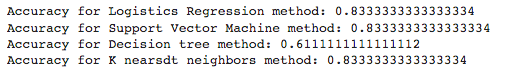 Accuracy for Logistics Regression method: 0.8333333333333334
Accuracy for Support Vector Machine method: 0.8333333333333334
Accuracy for Decision tree method: 0.6111111111111112
Accuracy for K nearsdt neighbors method: 0.8333333333333334